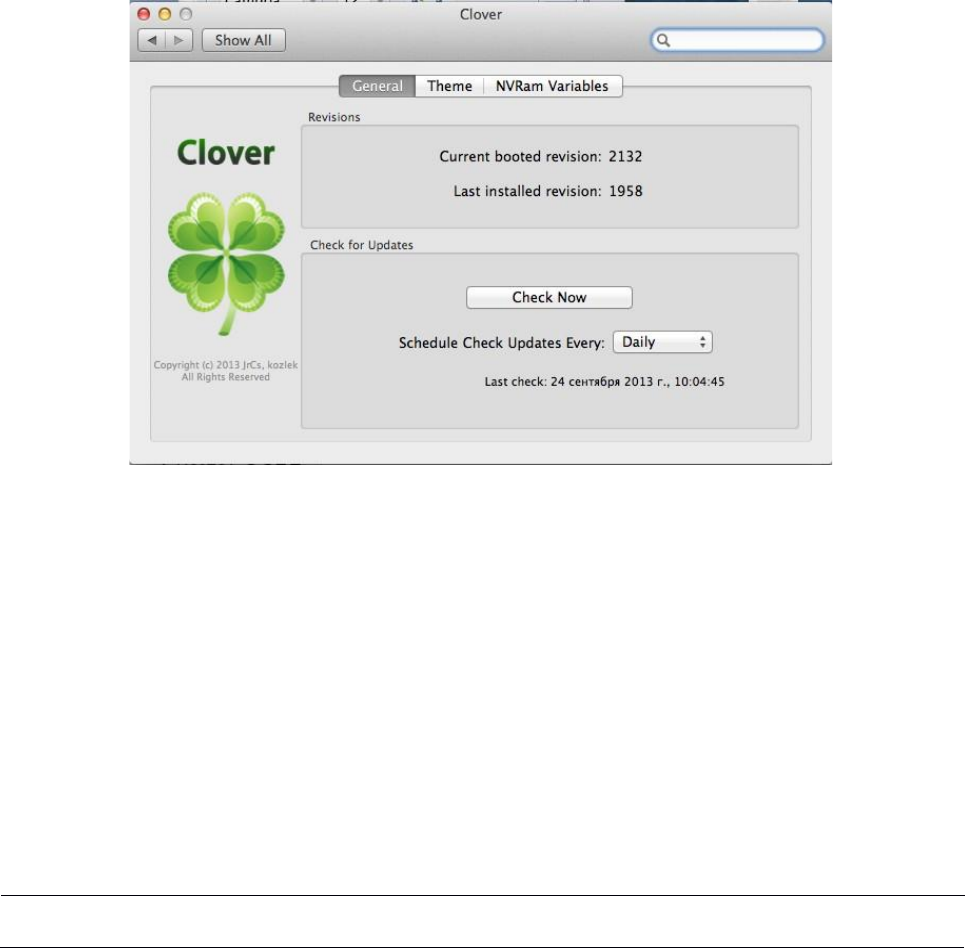 Clover
Show All
General Theme NVRam Variables
Revisions
Clover
Current booted revision: 2132
Last installed revision: 1958
Check for Updates
Check Now
Schedule Check Updates Every: Daily
Copyright (c) 2013 JrCs, kozlek
All Rights Reserved
Last check: 24 сентября 2013 г., 10:04:45